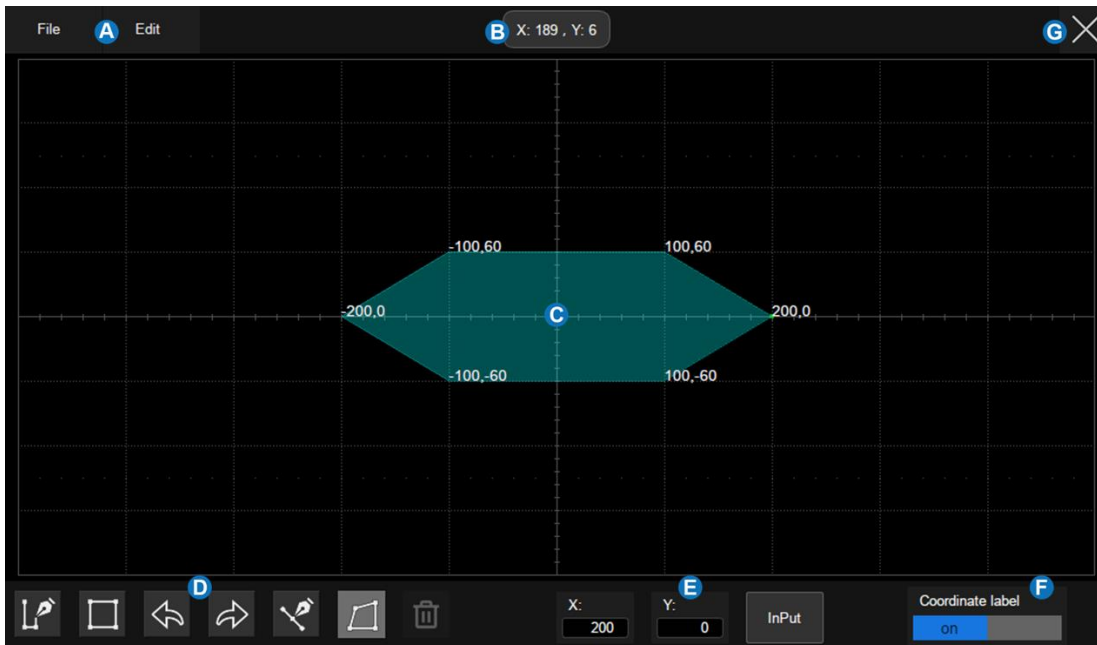 File A Edit B X: 189 , Y: 6 G
-100,60 100,60
-200,0 C 200,0
-100,-60 100,-60
D E F
X: Y: InPut Coordinate label
200 0 on